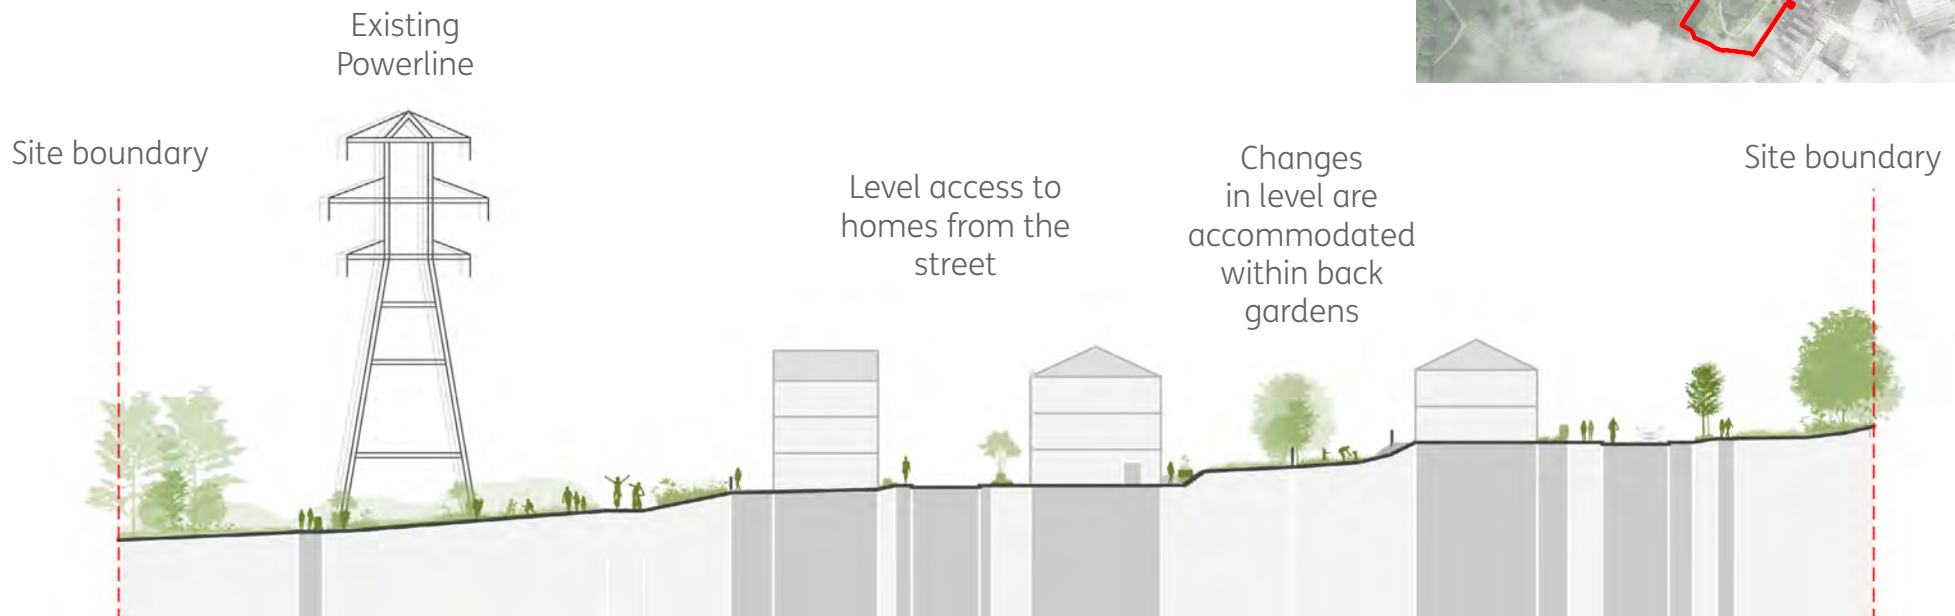 Existing
Powerline
Site boundary
Level access to
homes from the
street
Changes
in level are
accommodated
within back
gardens
Site boundary